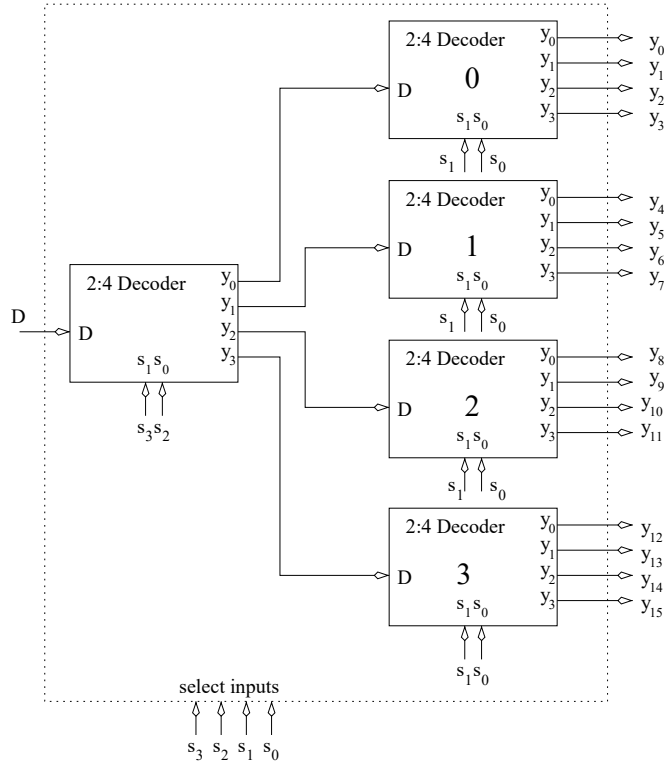 2:4 Decoder
0
D
s₁s₀
y₀
y₁
y₂
y₃
s₁ s₀
y₀
y₁
y₂
y₃
2:4 Decoder
1
D
s₁s₀
y₀
y₁
y₂
y₃
s₁ s₀
y₄
y₅
y₆
y₇
D
2:4 Decoder
D
s₁s₀
y₀
y₁
y₂
y₃
s₃s₂
2:4 Decoder
2
D
s₁s₀
y₀
y₁
y₂
y₃
s₁ s₀
y₈
y₉
y₁₀
y₁₁
2:4 Decoder
3
D
s₁s₀
y₀
y₁
y₂
y₃
s₁s₀
y₁₂
y₁₃
y₁₄
y₁₅
select inputs
s₃ s₂ s₁ s₀